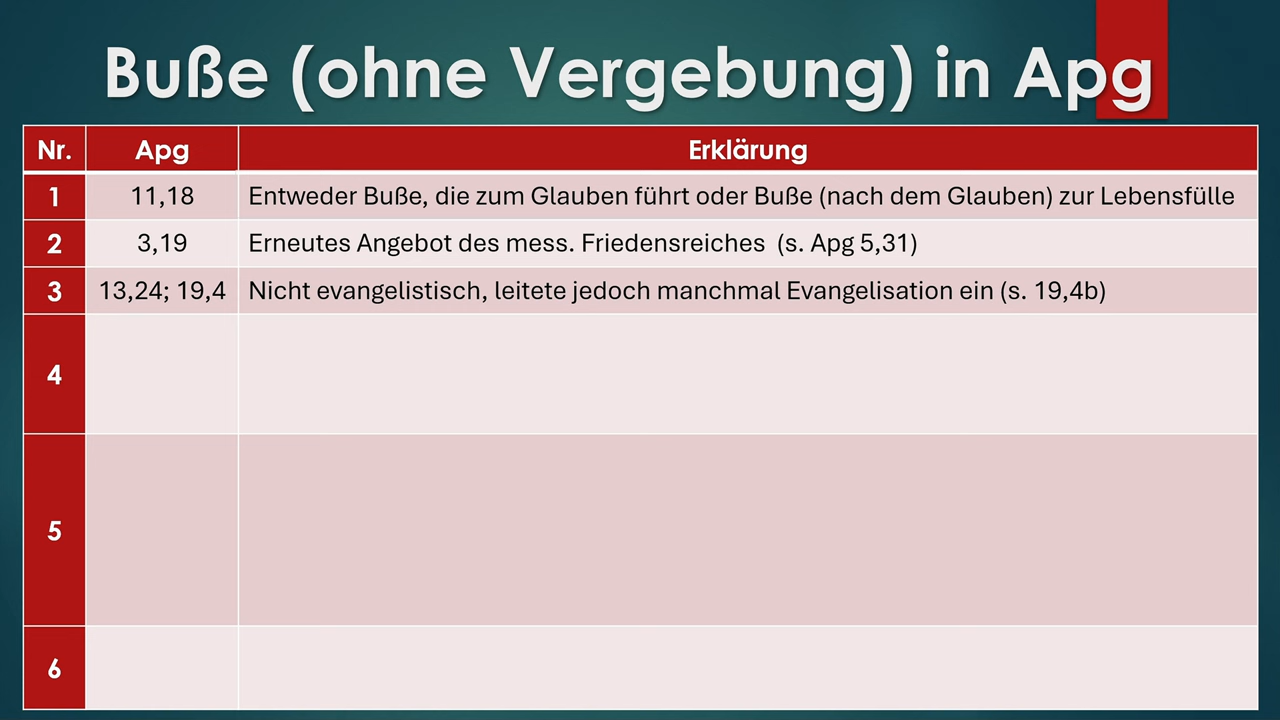 Buße (ohne Vergebung) in Apg
Nr. Apg Erklärung
1 11,18 Entweder Buße, die zum Glauben führt oder Buße (nach dem Glauben) zur Lebensfülle
2 3,19 Erneutes Angebot des mess. Friedensreiches (s. Apg 5,31)
3 13,24; 19,4 Nicht evangelistisch, leitete jedoch manchmal Evangelisation ein (s. 19,4b)
4
5
6